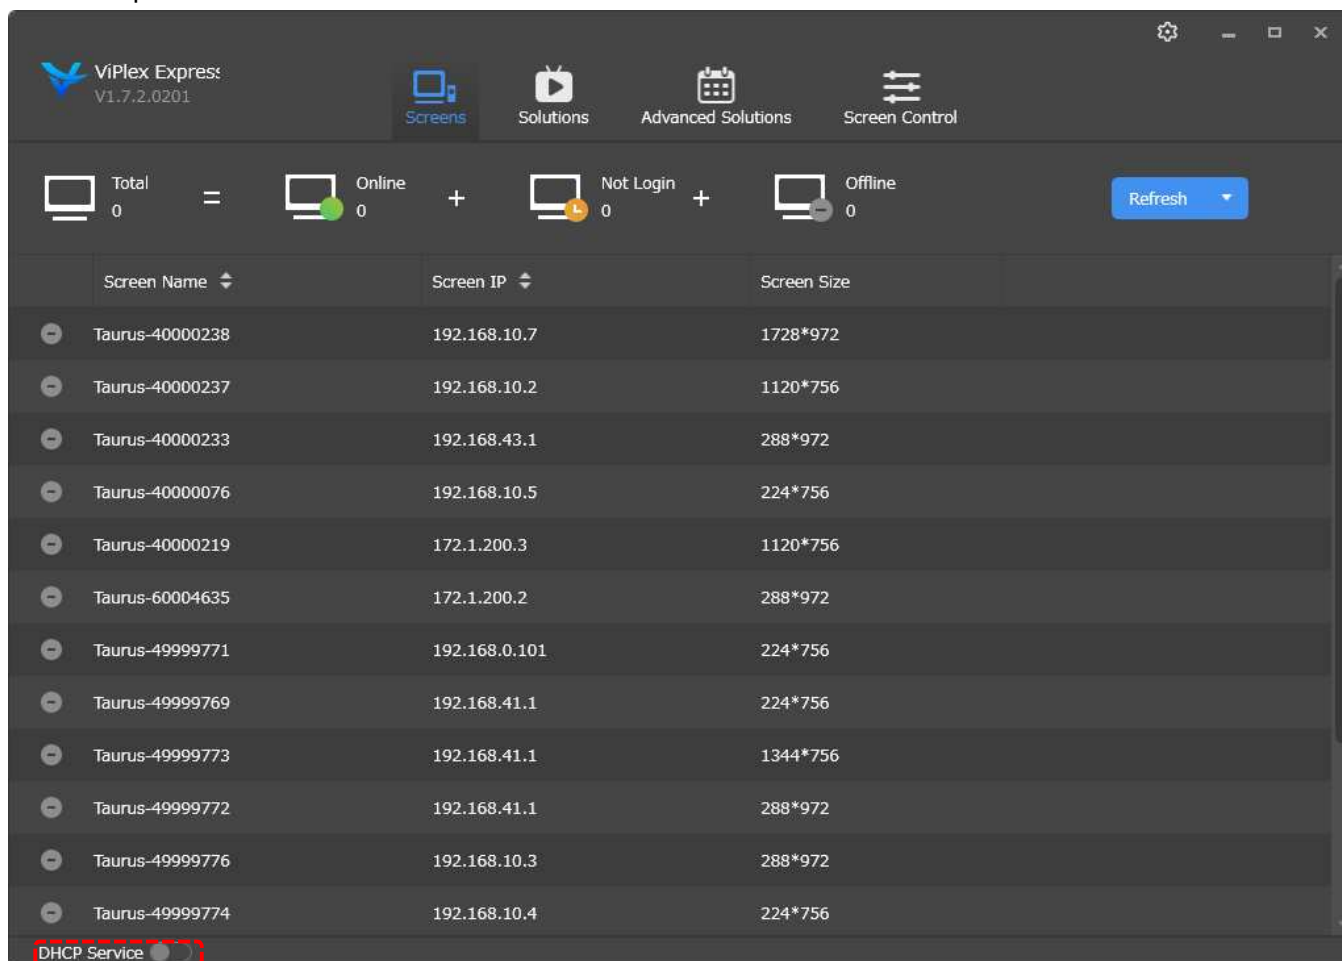 ViPlex Express
V1.7.2.0201
Screens Solutions Advanced Solutions Screen Control
Total Online Not Login Offline
0 = 0 + 0 + 0
Refresh
Screen Name Screen IP Screen Size
Taurus-40000238 192.168.10.7 1728*972
Taurus-40000237 192.168.10.2 1120*756
Taurus-40000233 192.168.43.1 288*972
Taurus-40000076 192.168.10.5 224*756
Taurus-40000219 172.1.200.3 1120*756
Taurus-60004635 172.1.200.2 288*972
Taurus-49999771 192.168.0.101 224*756
Taurus-49999769 192.168.41.1 224*756
Taurus-49999773 192.168.41.1 1344*756
Taurus-49999772 192.168.41.1 288*972
Taurus-49999776 192.168.10.3 288*972
Taurus-49999774 192.168.10.4 224*756
DHCP Service